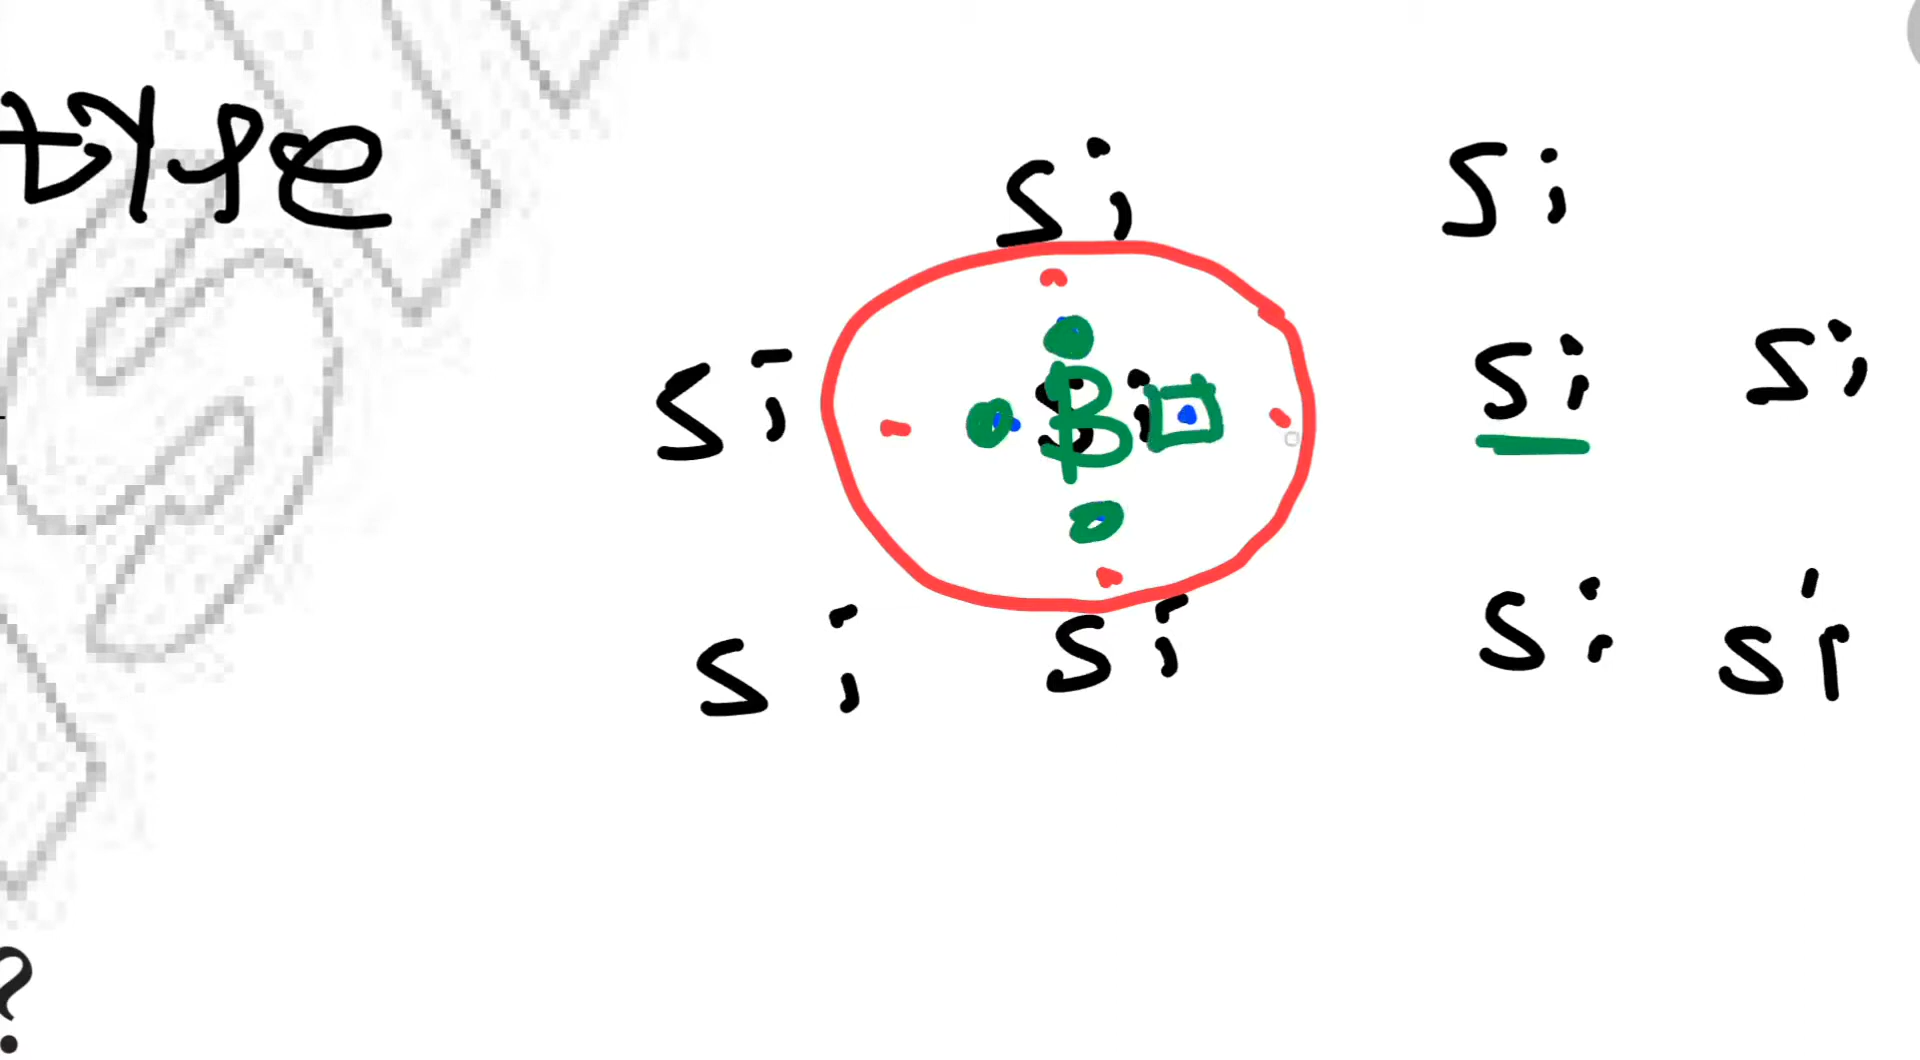 type
Si Si
Si B Si Si
Si Si Si Si
?